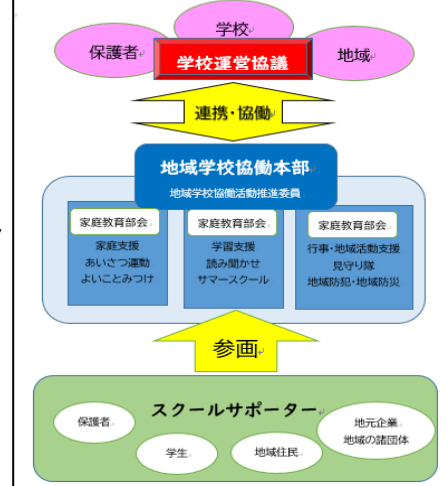 学校
保護者
地域
学校運営協議
連携・協働
地域学校協働本部
地域学校協働活動推進委員
家庭教育部会
家庭支援
あいさつ運動
よいことみつけ
家庭教育部会
学習支援
読み聞かせ
サマースクール
家庭教育部会
行事・地域活動支援
見守り隊
地域防犯・地域防災
参画
スクールサポーター
保護者
学生
地域住民
地元企業
地域の諸団体